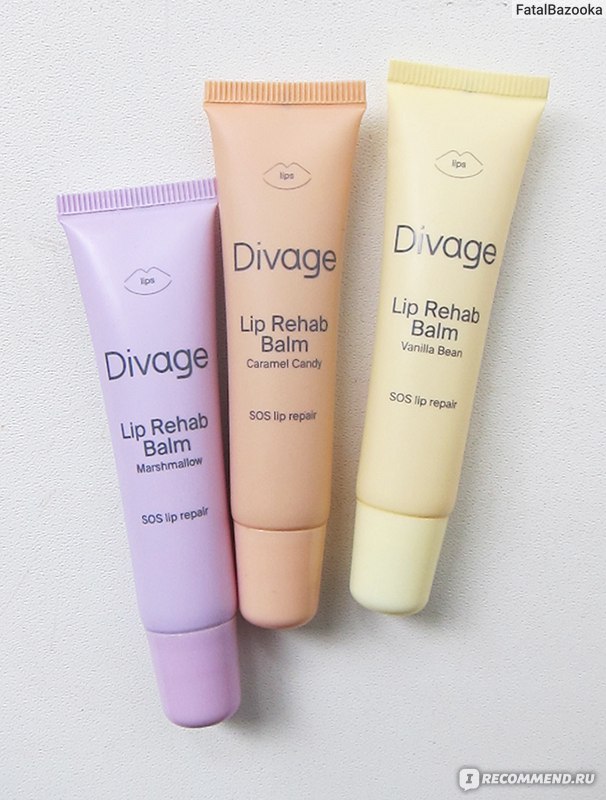 FatalBazooka
lips
Divage
Lip Rehab
Balm
Marshmallow
SOS lip repair
lips
Divage
Lip Rehab
Balm
Caramel Candy
SOS lip repair
lips
Divage
Lip Rehab
Balm
Vanilla Bean
SOS lip repair
I RECOMMEND.RU